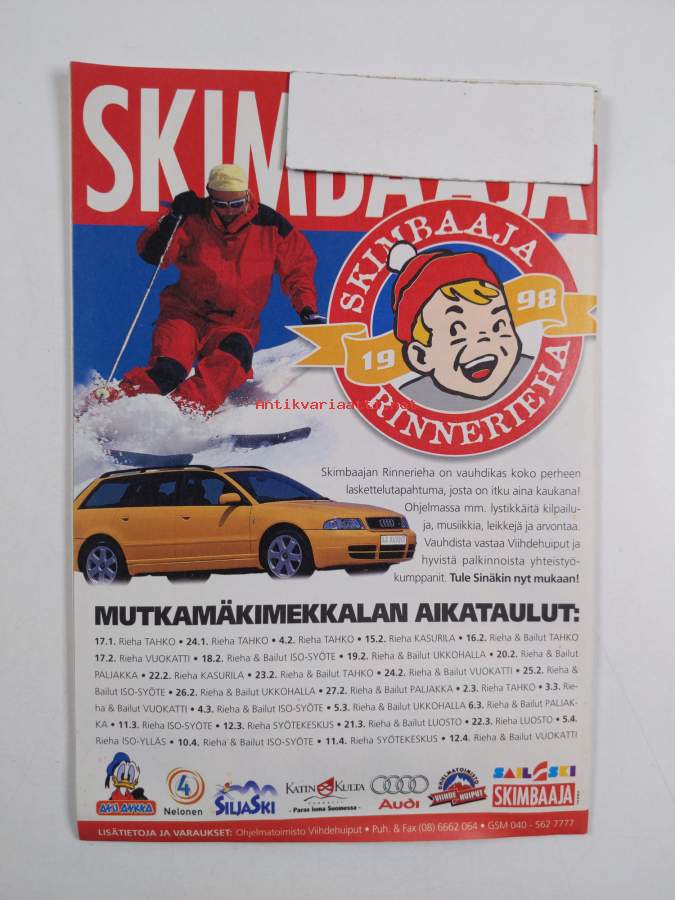 SKIMBAAJA
SKIMBAAJA
1998
RINNERIEHA
Antikvariaatti.net
Skimbaajan Rinnerieha on vauhdikas koko perheen
laskettelutapahtuma, josta on itku aina kaukana!
Ohjelmassa mm. lystikkäitä kilpailu-
ja, musiikkia, leikkejä ja arvontaa.
Vauhdista vastaa Viihdehuiput ja
hyvistä palkinnoista yhteistyö-
kumppanit. Tule Sinäkin nyt mukaan!
S4 AVANT
MUTKAMÄKIMEKKALAN AIKATAULUT:
17.1. Rieha TAHKO • 24.1. Rieha TAHKO • 4.2. Rieha TAHKO • 15.2. Rieha KASURILA • 16.2. Rieha & Bailut TAHKO
17.2. Rieha VUOKATTI • 18.2. Rieha & Bailut ISO-SYÖTE • 19.2. Rieha & Bailut UKKOHALLA • 20.2. Rieha & Bailut
PALJAKKA • 22.2. Rieha KASURILA • 23.2. Rieha & Bailut TAHKO • 24.2. Rieha & Bailut VUOKATTI • 25.2. Rieha &
Bailut ISO-SYÖTE • 26.2. Rieha & Bailut UKKOHALLA • 27.2. Rieha & Bailut PALJAKKA • 2.3. Rieha TAHKO • 3.3. Rie-
ha & Bailut VUOKATTI • 4.3. Rieha & Bailut ISO-SYÖTE • 5.3. Rieha & Bailut UKKOHALLA 6.3. Rieha & Bailut PALJAK-
KA • 11.3. Rieha ISO-SYÖTE • 12.3. Rieha SYÖTEKESKUS • 21.3. Rieha & Bailut LUOSTO • 22.3. Rieha LUOSTO • 5.4.
Rieha ISO-YLLÄS • 10.4. Rieha & Bailut ISO-SYÖTE • 11.4. Rieha SYÖTEKESKUS • 12.4. Rieha & Bailut VUOKATTI
AKU ANKKA
4
Nelonen
SILJASKI
KATIN KULTA
- Paras loma Suomessa -
Audi
OHJELMATOIMISTO
VIIHDEHUIPUT
SAIL & SKI
SKIMBAAJA
LISÄTIETOJA JA VARAUKSET: Ohjelmatoimisto Viihdehuiput • Puh. & Fax (08) 6662 064 • GSM 040 - 562 7777